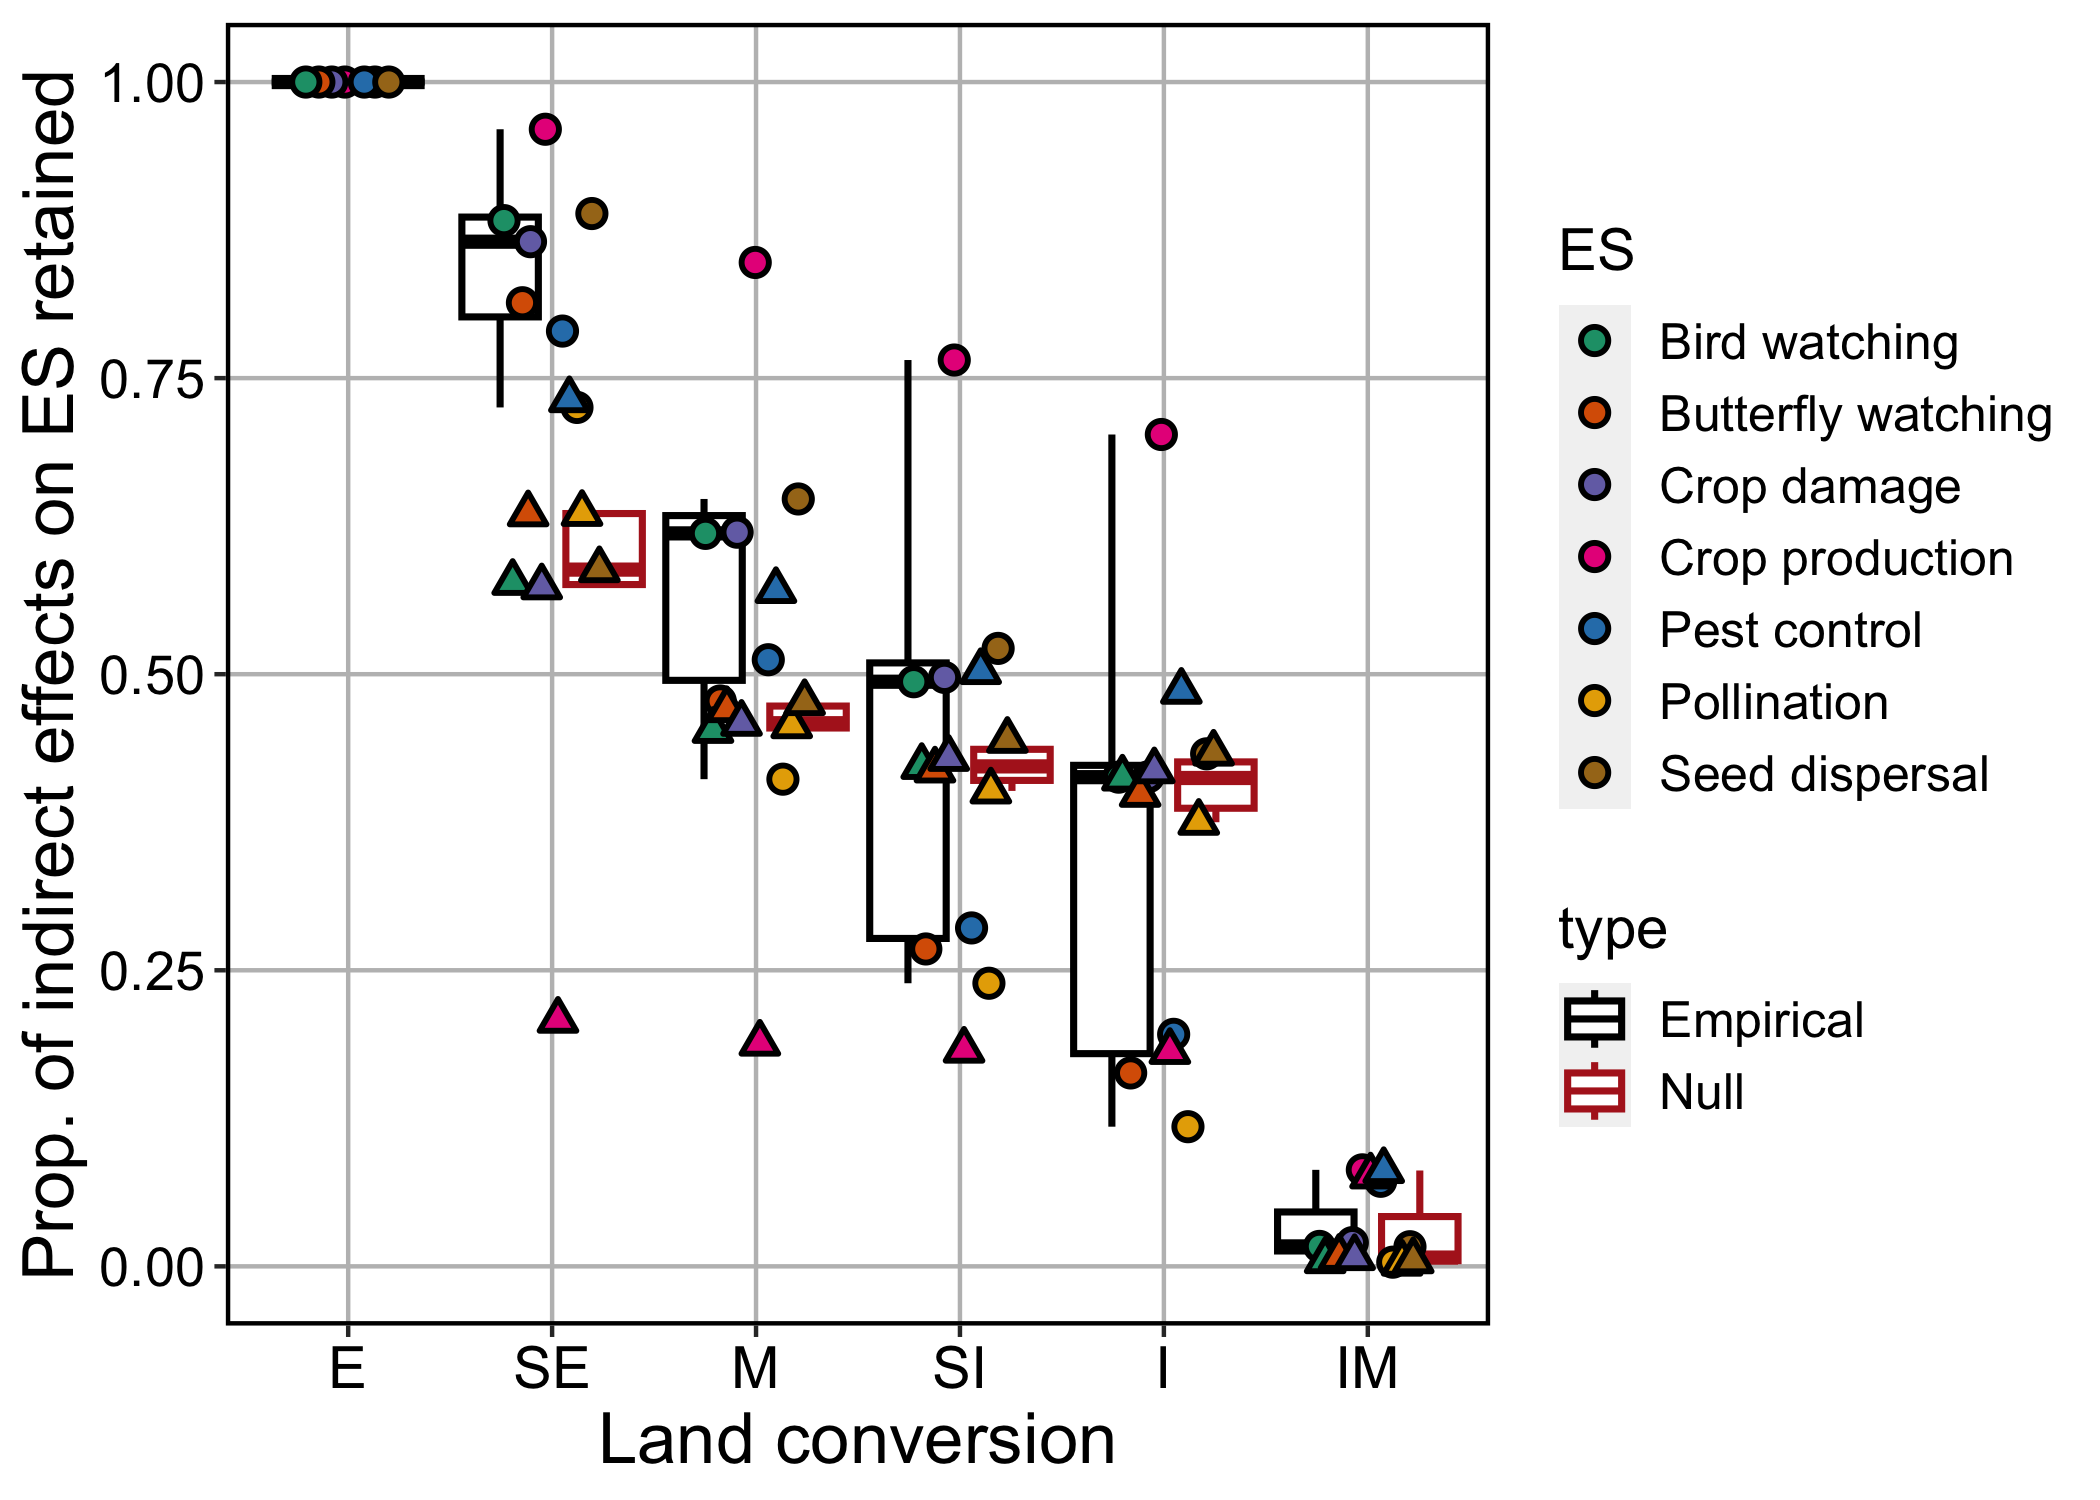 Prop. of indirect effects on ES retained
1.00
0.75
0.50
0.25
0.00
E SE M SI I IM
Land conversion
ES
Bird watching
Butterfly watching
Crop damage
Crop production
Pest control
Pollination
Seed dispersal
type
Empirical
Null